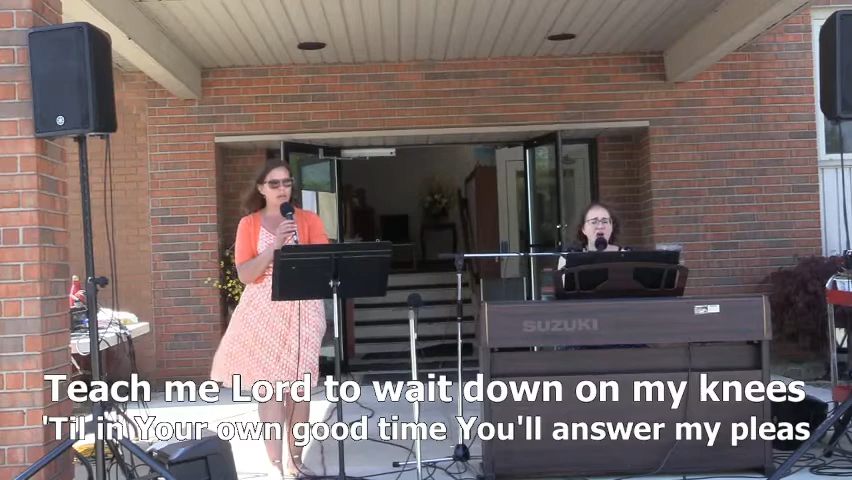 SUZUKI
Teach me Lord to wait down on my knees
'Til in Your own good time You'll answer my pleas